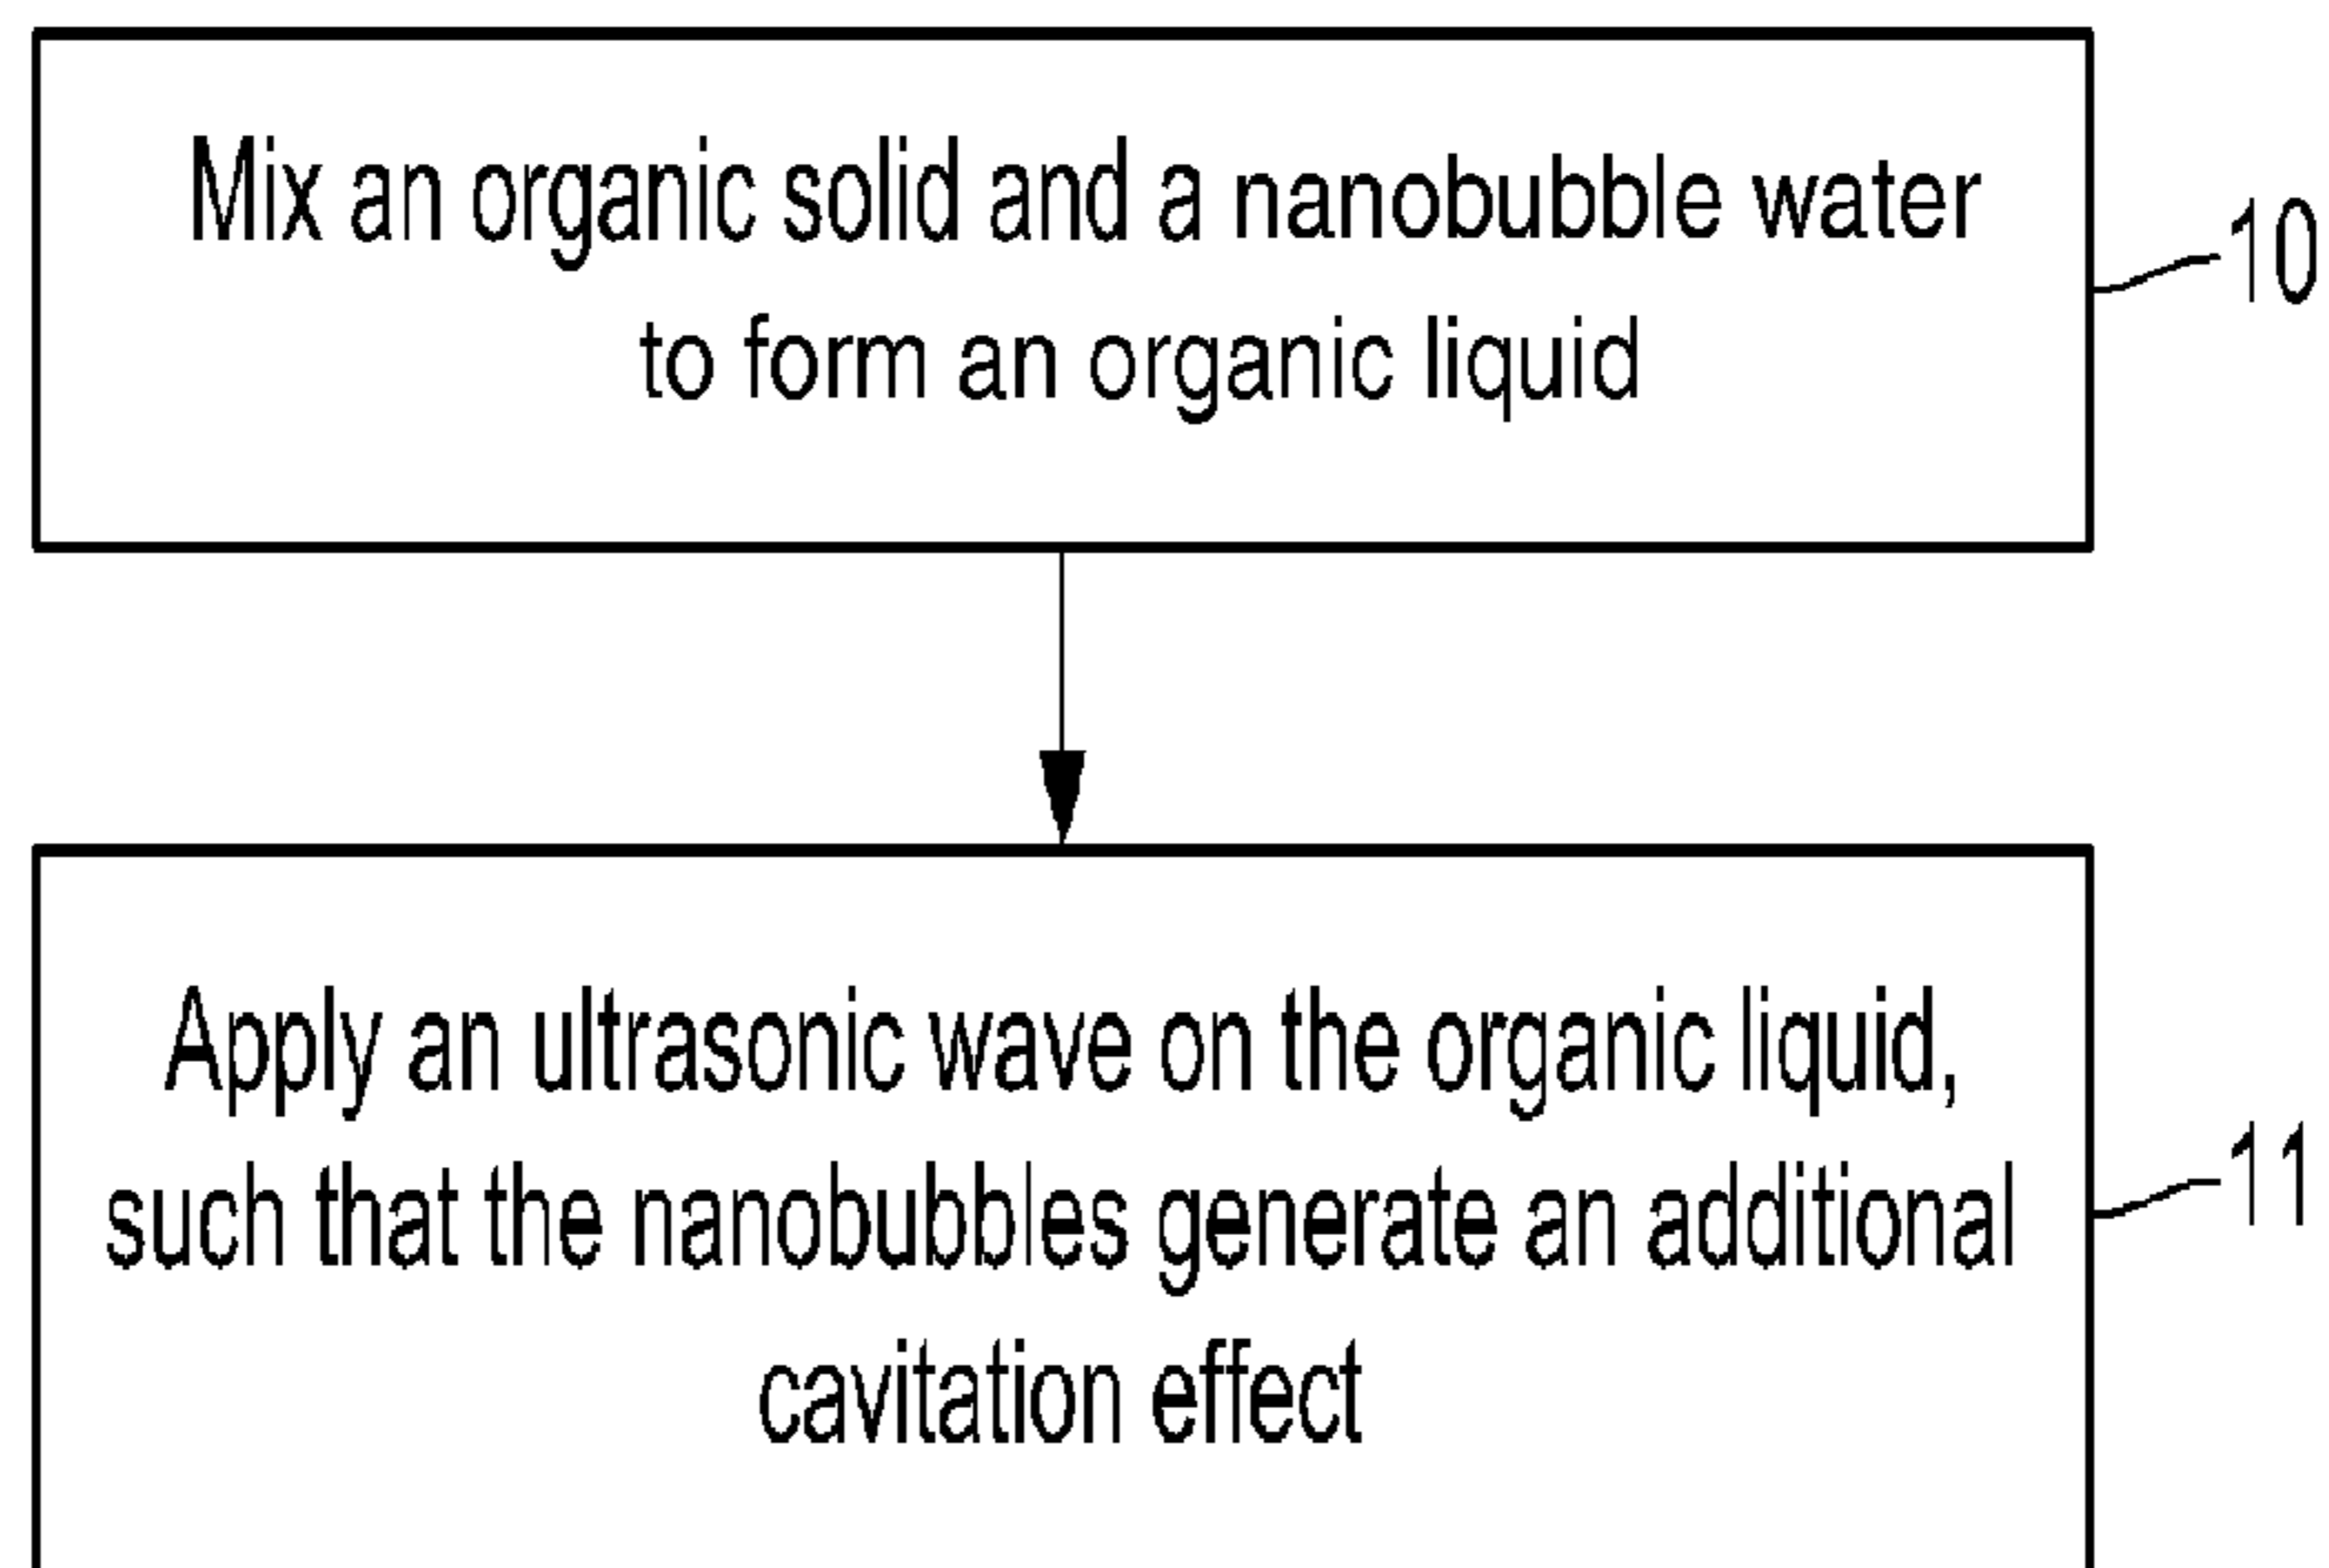 Mix an organic solid and a nanobubble water
to form an organic liquid
10
Apply an ultrasonic wave on the organic liquid,
such that the nanobubbles generate an additional
cavitation effect
11